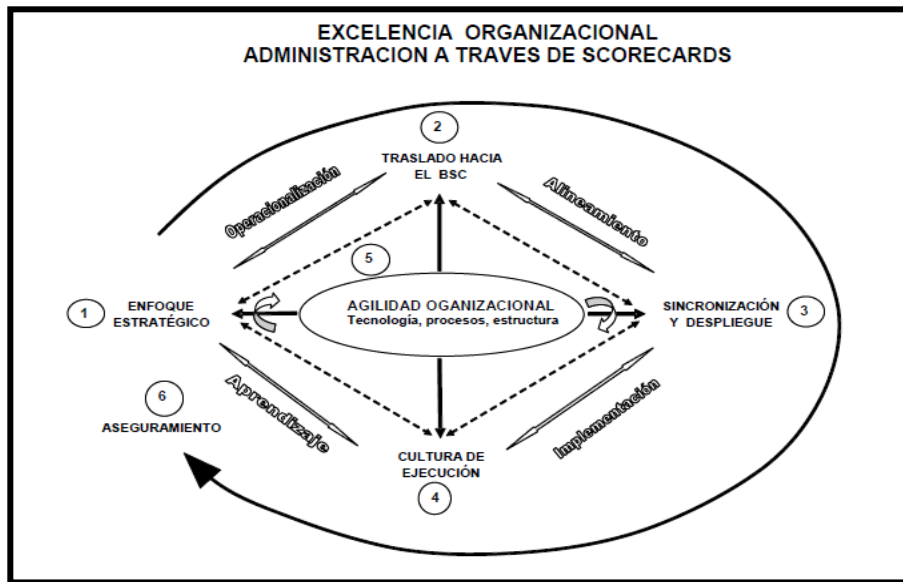 EXCELENCIA ORGANIZACIONAL
ADMINISTRACION A TRAVES DE SCORECARDS
2
TRASLADO HACIA
EL BSC
Operacionalización
Alineamiento
5
1
ENFOQUE
ESTRATÉGICO
AGILIDAD OGANIZACIONAL
Tecnología, procesos, estructura
SINCRONIZACIÓN
Y DESPLIEGUE
3
6
ASEGURAMIENTO
Aprendizaje
Implementación
CULTURA DE
EJECUCIÓN
4